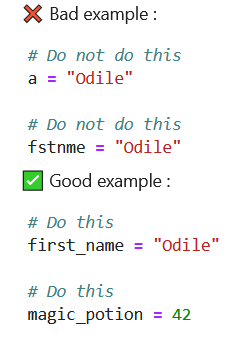 ❌ Bad example :
# Do not do this
a = "Odile"
# Do not do this
fstnme = "Odile"
✅ Good example :
# Do this
first_name = "Odile"
# Do this
magic_potion = 42